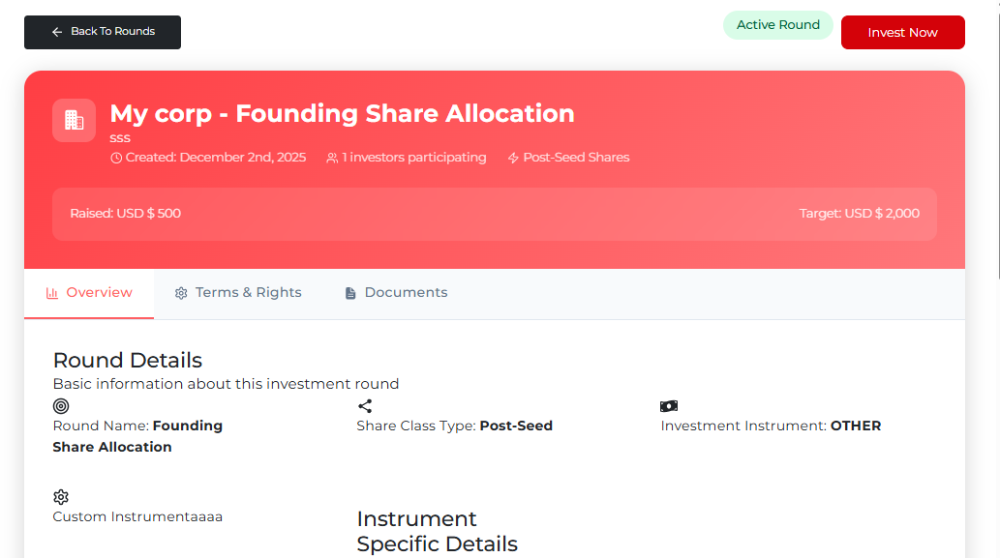 Back To Rounds
Active Round
Invest Now
My corp - Founding Share Allocation
sss
Created: December 2nd, 2025
1 investors participating
Post-Seed Shares
Raised: USD $ 500
Target: USD $ 2,000
Overview
Terms & Rights
Documents
Round Details
Basic information about this investment round
Round Name: Founding
Share Allocation
Share Class Type: Post-Seed
Investment Instrument: OTHER
Custom Instrumentaaaa
Instrument
Specific Details